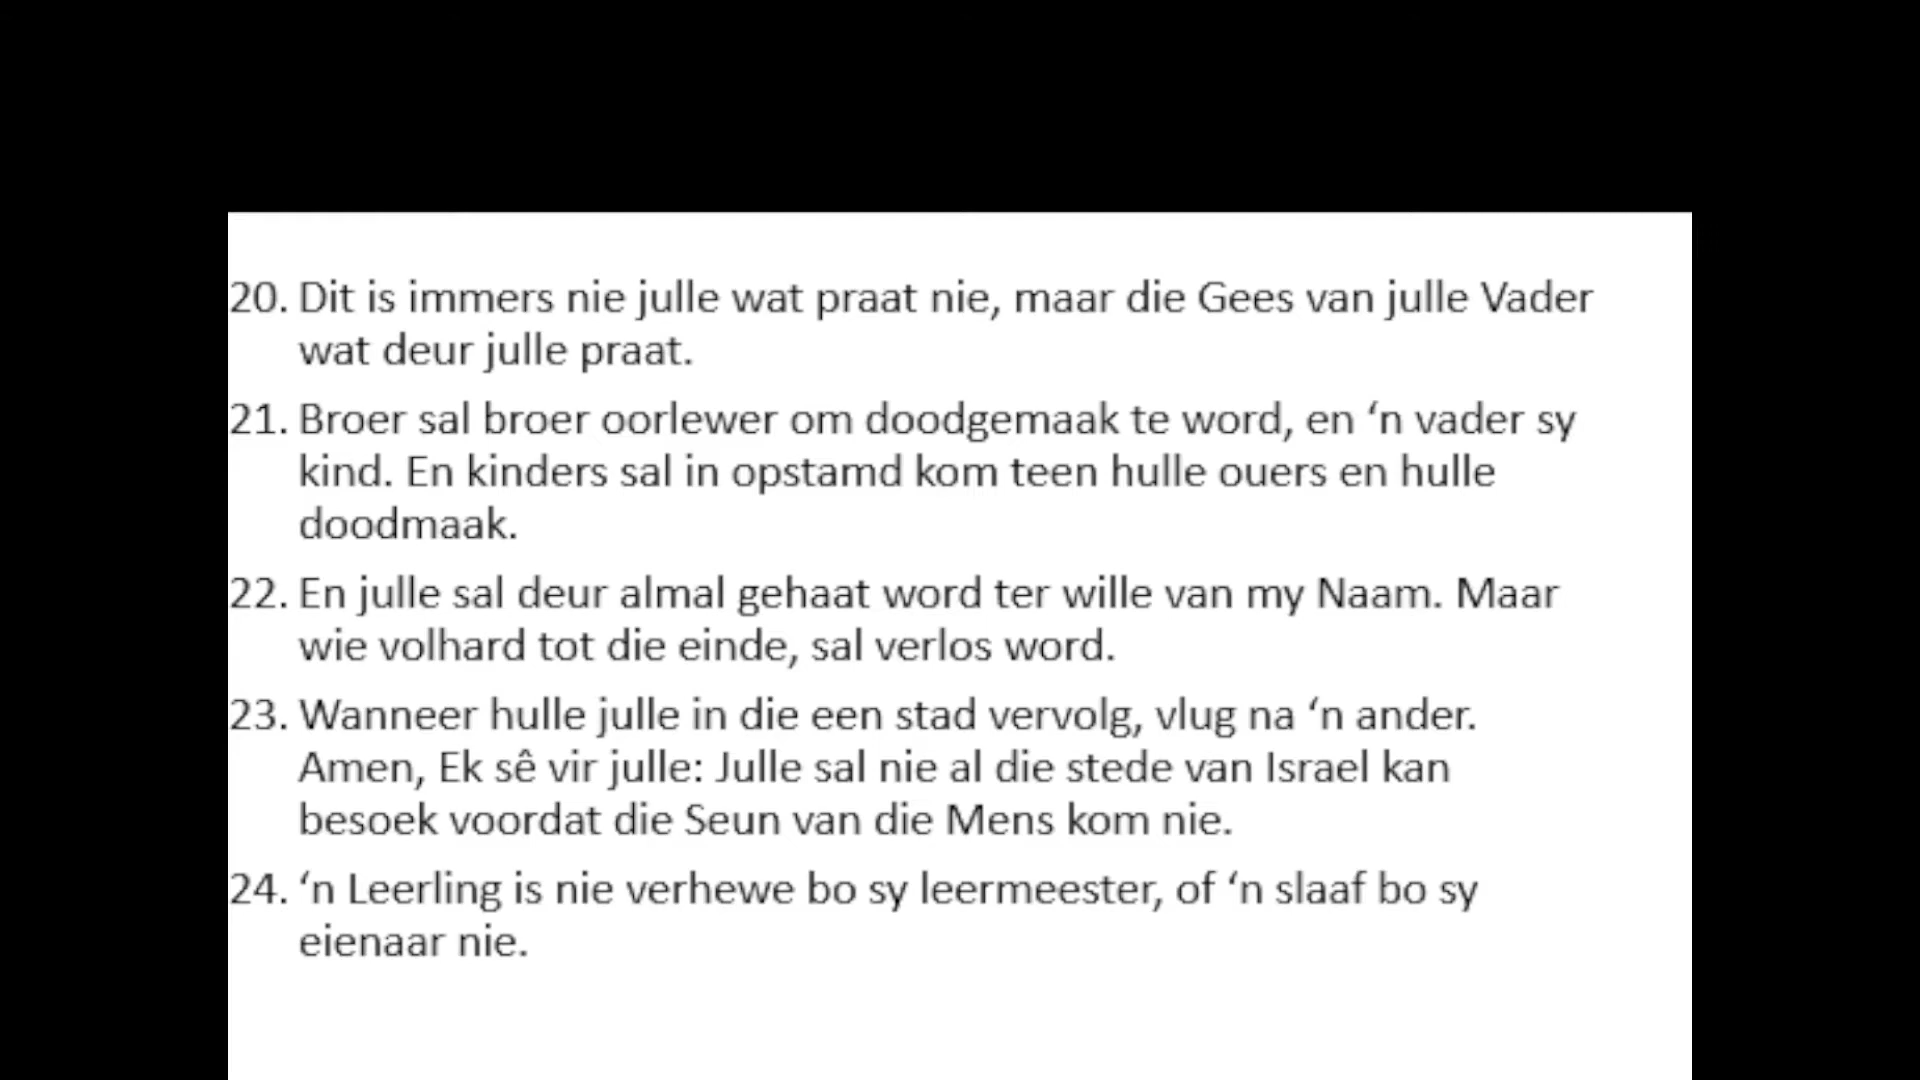 20. Dit is immers nie julle wat praat nie, maar die Gees van julle Vader
wat deur julle praat.
21. Broer sal broer oorlewer om doodgemaak te word, en ‘n vader sy
kind. En kinders sal in opstamd kom teen hulle ouers en hulle
doodmaak.
22. En julle sal deur almal gehaat word ter wille van my Naam. Maar
wie volhard tot die einde, sal verlos word.
23. Wanneer hulle julle in die een stad vervolg, vlug na ‘n ander.
Amen, Ek sê vir julle: Julle sal nie al die stede van Israel kan
besoek voordat die Seun van die Mens kom nie.
24. ‘n Leerling is nie verhewe bo sy leermeester, of ‘n slaaf bo sy
eienaar nie.